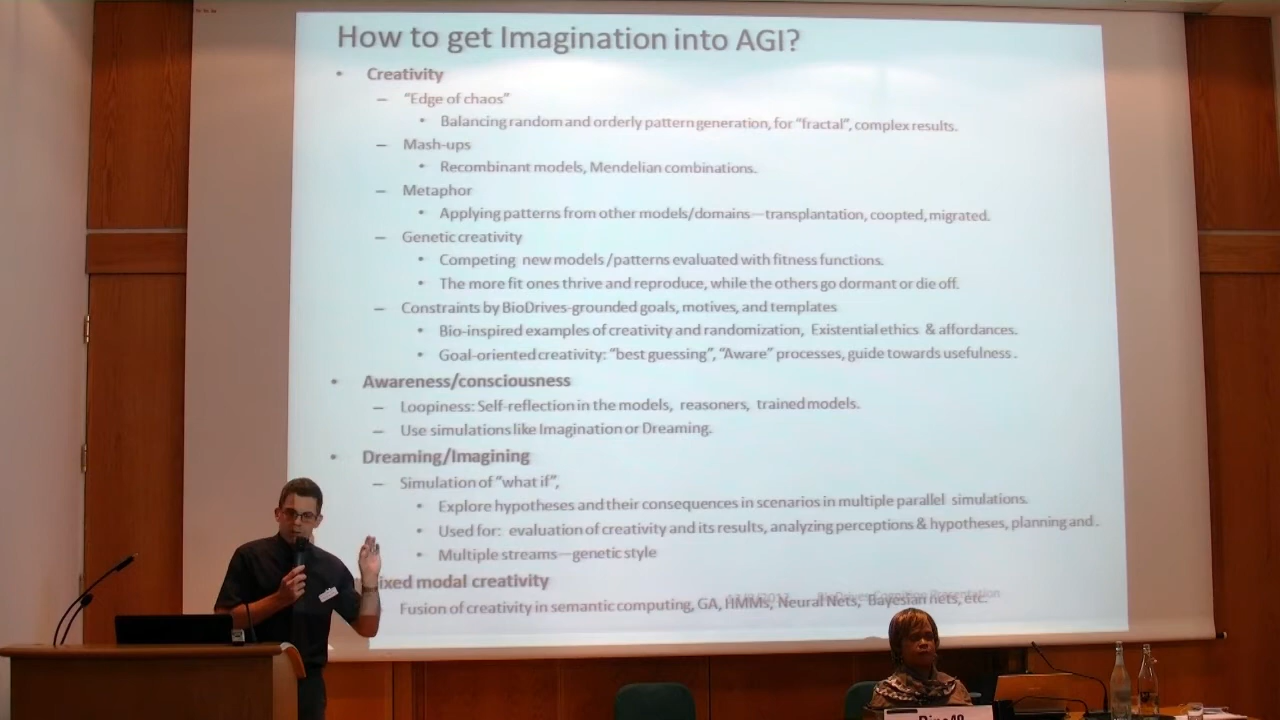 How to get Imagination into AGI?
• Creativity
– "Edge of chaos"
• Balancing random and orderly pattern generation, for "fractal", complex results.
– Mash-ups
• Recombinant models, Mendelian combinations.
– Metaphor
• Applying patterns from other models/domains—transplantation, coopted, migrated.
– Genetic creativity
• Competing new models /patterns evaluated with fitness functions.
• The more fit ones thrive and reproduce, while the others go dormant or die off.
– Constraints by BioDrives-grounded goals, motives, and templates
• Bio-inspired examples of creativity and randomization, Existential ethics & affordances.
• Goal-oriented creativity: "best guessing", "Aware" processes, guide towards usefulness.
• Awareness/consciousness
– Loopiness: Self-reflection in the models, reasoners, trained models.
– Use simulations like Imagination or Dreaming.
• Dreaming/Imagining
– Simulation of "what if",
• Explore hypotheses and their consequences in scenarios in multiple parallel simulations.
• Used for: evaluation of creativity and its results, analyzing perceptions & hypotheses, planning and.
• Multiple streams—genetic style
ixed modal creativity
Fusion of creativity in semantic computing, GA, HMMs, Neural Nets, Bayesian nets, etc.
Presentation